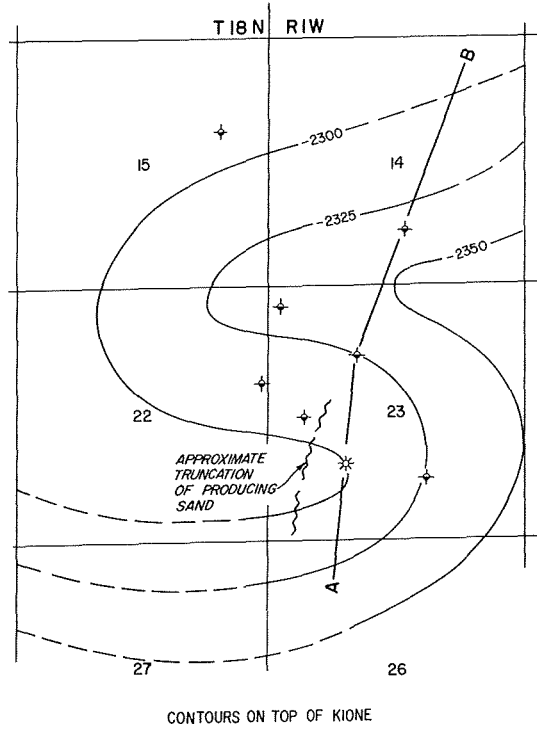 T18N R1W
B
-2300
15
14
-2325
-2350
22
23
APPROXIMATE
TRUNCATION
OF PRODUCING
SAND
A
27
26
CONTOURS ON TOP OF KIONE